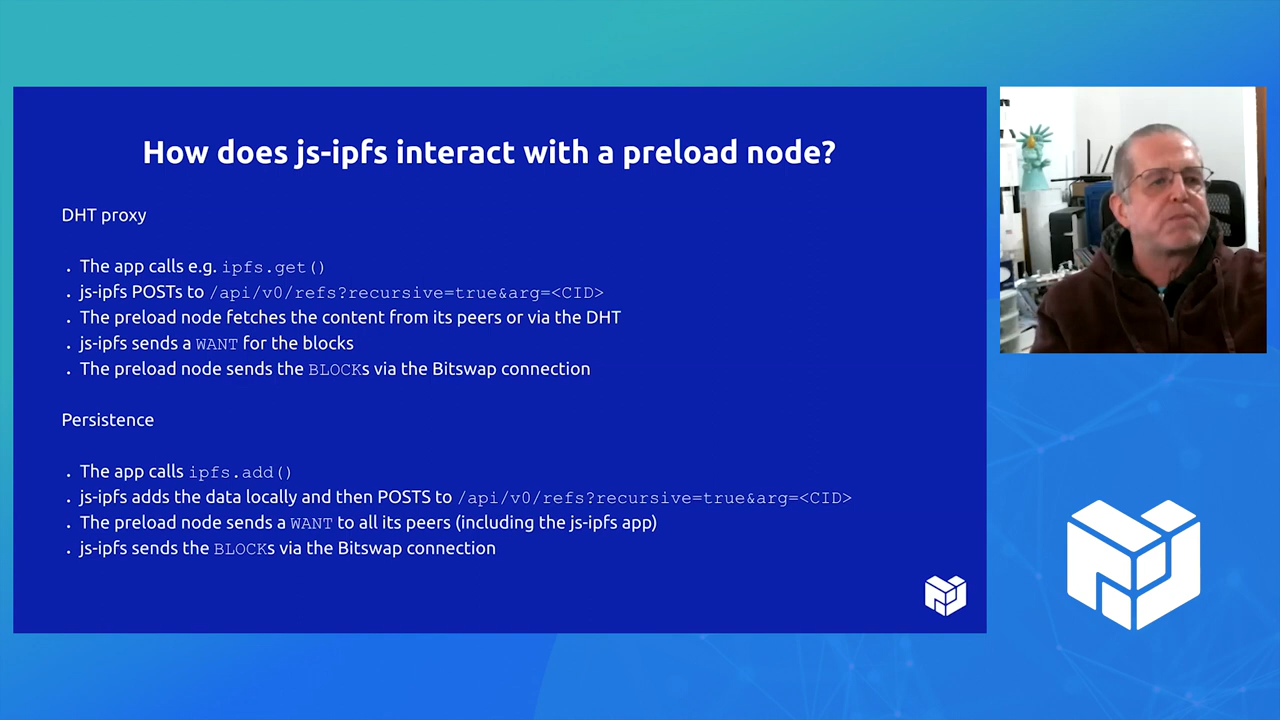 How does js-ipfs interact with a preload node?
DHT proxy
. The app calls e.g. ipfs.get()
. js-ipfs POSTs to /api/v0/refs?recursive=true&arg=<CID>
. The preload node fetches the content from its peers or via the DHT
. js-ipfs sends a WANT for the blocks
. The preload node sends the BLOCKs via the Bitswap connection
Persistence
. The app calls ipfs.add()
. js-ipfs adds the data locally and then POSTS to /api/v0/refs?recursive=true&arg=<CID>
. The preload node sends a WANT to all its peers (including the js-ipfs app)
. js-ipfs sends the BLOCKs via the Bitswap connection